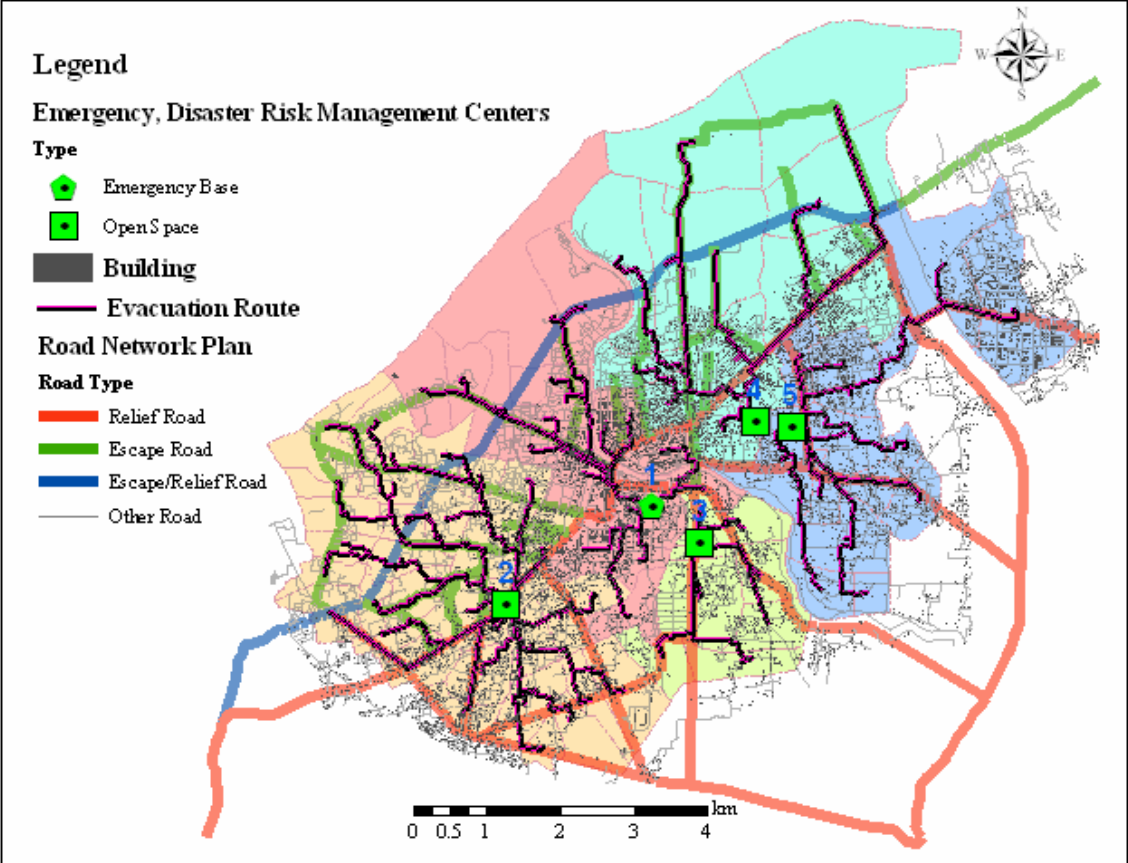 Legend
Emergency, Disaster Risk Management Centers
Type
Emergency Base
Open Space
Building
Evacuation Route
Road Network Plan
Road Type
Relief Road
Escape Road
Escape/Relief Road
Other Road
N
W E
S
4 5
1
3
2
km
0 0.5 1 2 3 4